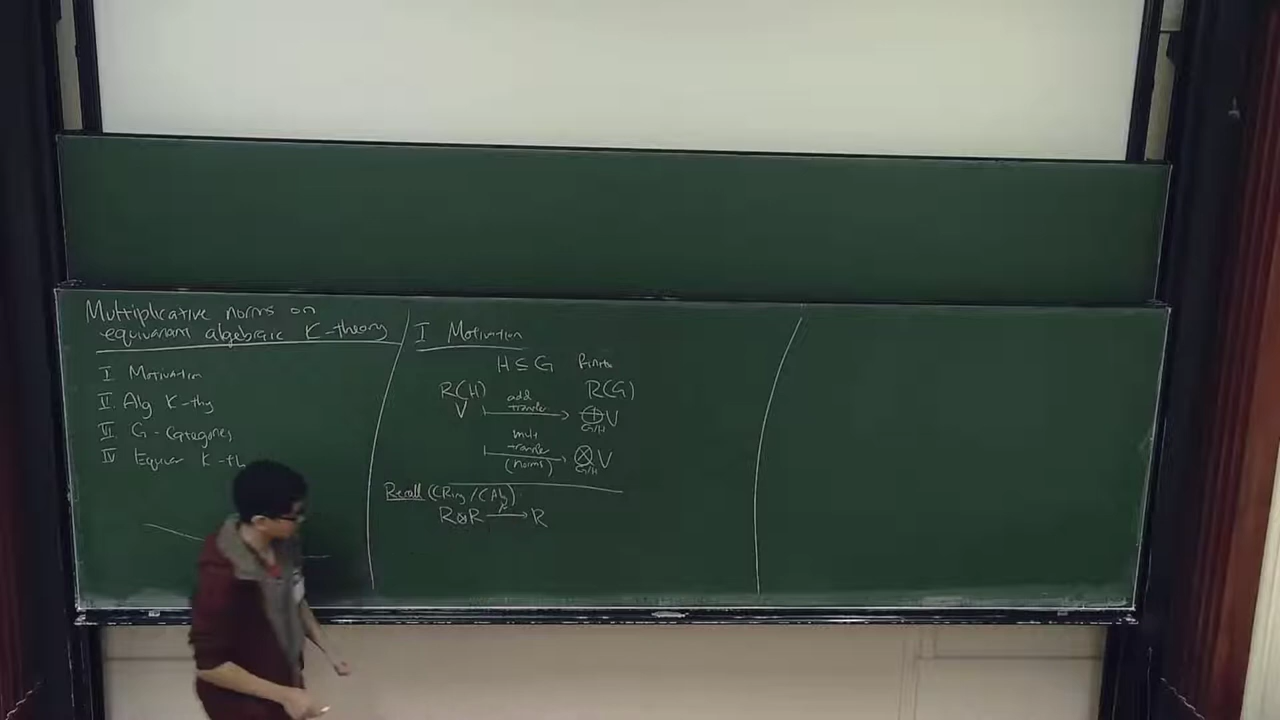 Multiplicative norms on
equivariant algebraic K-theory
I Motivation
II. Alg K-thy
III. G-Categories
IV Equivar K-th
I Motivation
H ⊆ G finite
R(H) add transfer R(G)
V ⟼ ⊕ V
G/H
mult transfer (norms)
⟼ ⊗ V
G/H
Recall (CRing / CAlg)
R⊗R →μ R